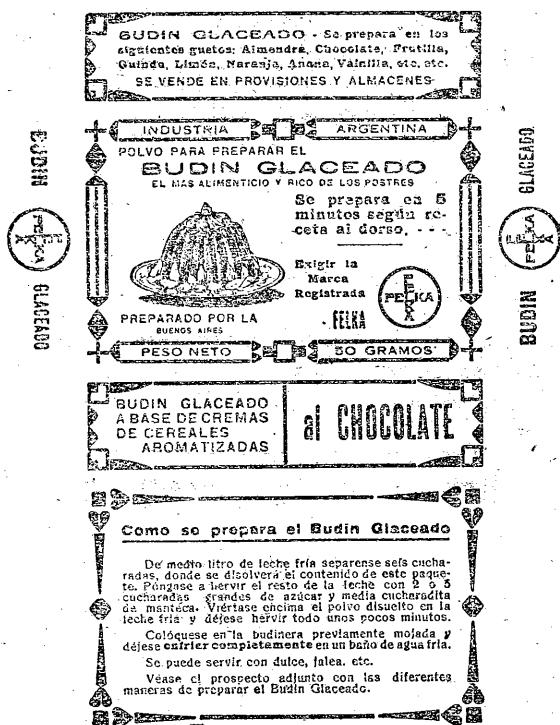 BUDIN GLACEADO - Se prepara en los
siguientes gustos: Almendra, Chocolate, Frutilla,
Guinda, Limón, Naranja, Anana, Vainilla, etc. etc.
SE VENDE EN PROVISIONES Y ALMACENES
INDUSTRIA ARGENTINA
POLVO PARA PREPARAR EL
BUDIN GLACEADO
EL MAS ALIMENTICIO Y RICO DE LOS POSTRES
Se prepara en 5
minutos según re-
ceta al dorso, - - -
Exigir la
Marca
Registrada
FELKA
FELKA
FELKA
PREPARADO POR LA
BUENOS AIRES
PESO NETO 50 GRAMOS
BUDIN
FELKA
FELKA
GLACEADO
GLACEADO
FELKA
FELKA
BUDIN
BUDIN GLACEADO
A BASE DE CREMAS
DE CEREALES
AROMATIZADAS
al CHOCOLATE
Como se prepara el Budin Glaceado
De medio litro de leche fría separense seis cucha-
radas, donde se disolverá el contenido de este paque-
te. Póngase a hervir el resto de la leche con 2 o 3
cucharadas grandes de azúcar y media cucharadita
de manteca. Viértase encima el polvo disuelto en la
leche fría y déjese hervir todo unos pocos minutos.
Colóquese en la budinera previamente mojada y
déjese enfriar completamente en un baño de agua fría.
Se puede servir con dulce, jalea, etc.
Véase el prospecto adjunto con las diferentes
maneras de preparar el Budin Glaceado.